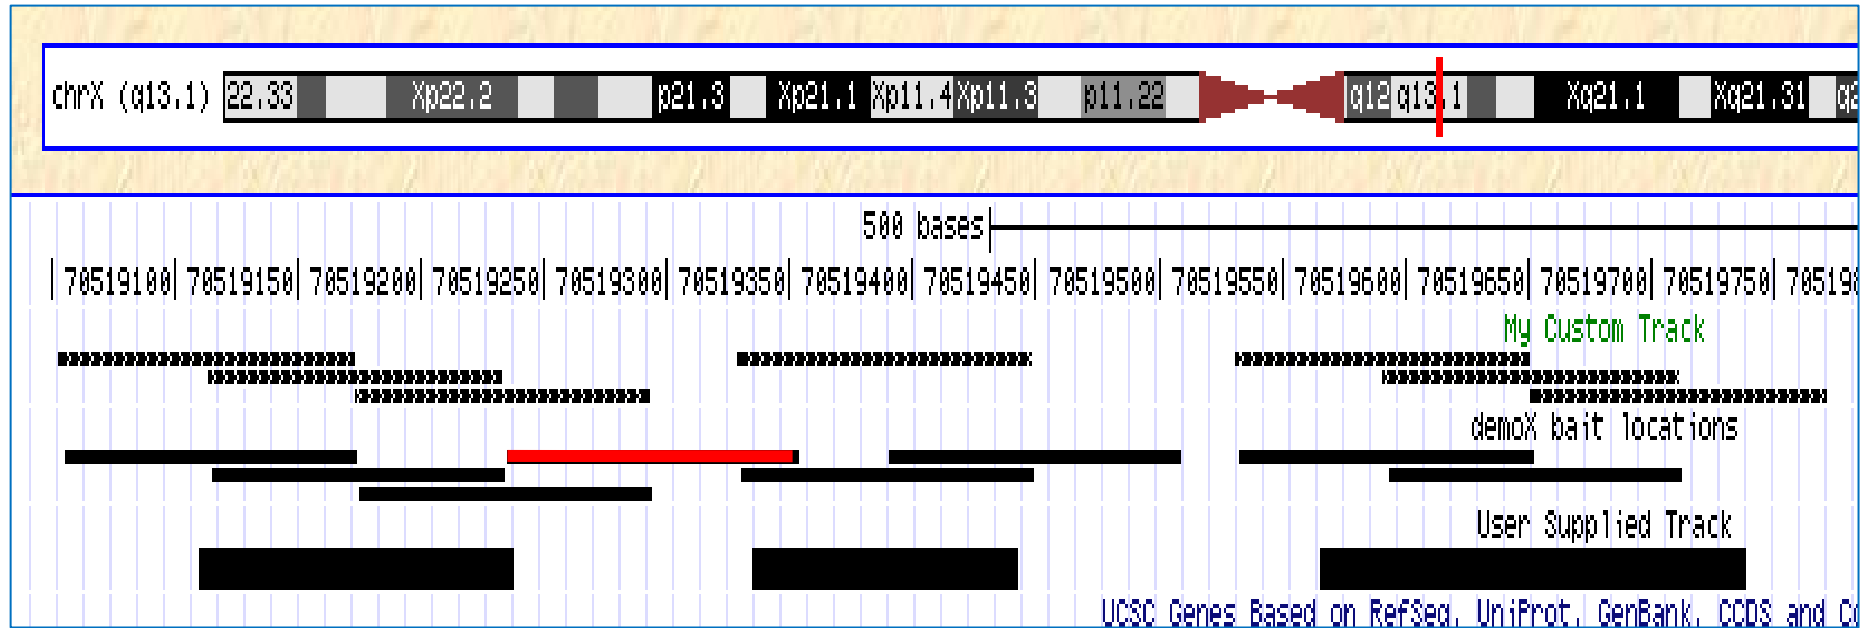 chrX (q13.1) 22.33 Xp22.2 p21.3 Xp21.1 Xp11.4 Xp11.3 p11.22 q12 q13.1 Xq21.1 Xq21.31
500 bases
70519100| 70519150| 70519200| 70519250| 70519300| 70519350| 70519400| 70519450| 70519500| 70519550| 70519600| 70519650| 70519700| 70519750|
My Custom Track
demoX bait locations
User Supplied Track
UCSC Genes Based on RefSeq, UniProt, GenBank, CCDS and